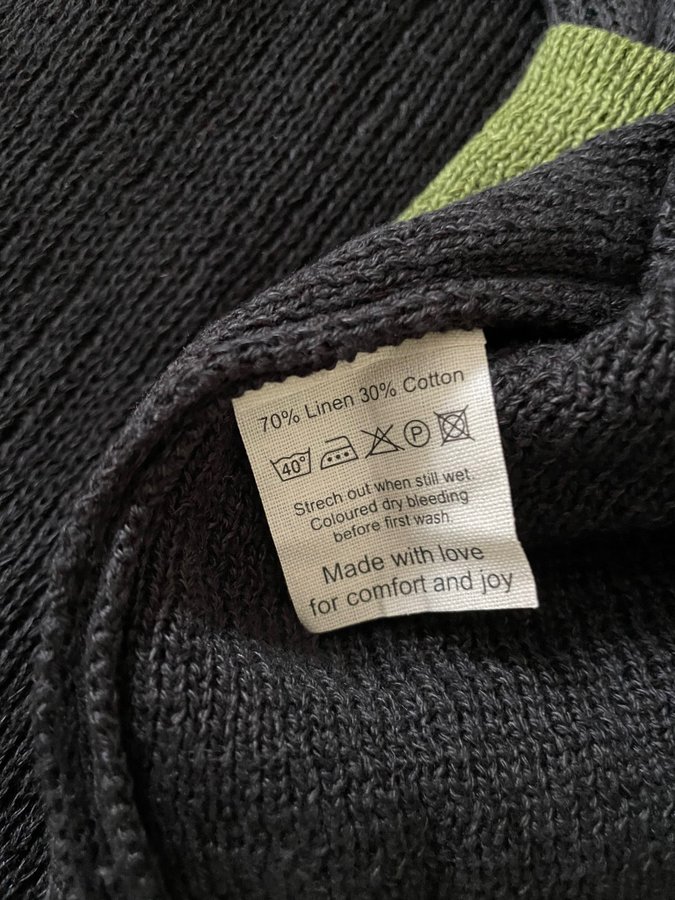 70% Linen 30% Cotton
40° P
Strech out when still wet.
Coloured dry bleeding
before first wash.
Made with love
for comfort and joy